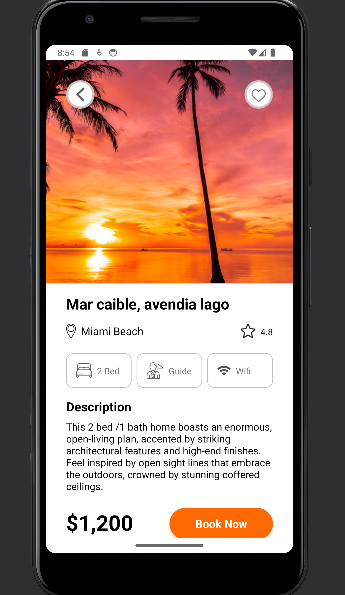 8:54
Mar caible, avendia lago
Miami Beach
4.8
2 Bed
Guide
Wifi
Description
This 2 bed /1 bath home boasts an enormous,
open-living plan, accented by striking
architectural features and high-end finishes.
Feel inspired by open sight lines that embrace
the outdoors, crowned by stunning coffered
ceilings.
$1,200
Book Now